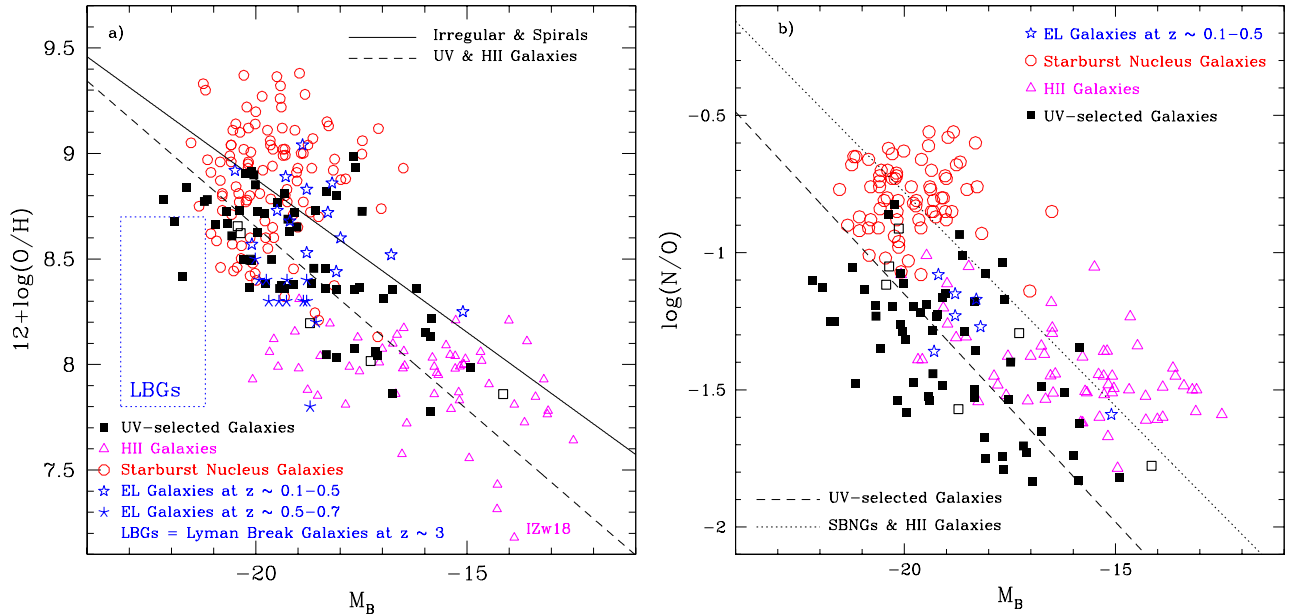 a)
Irregular & Spirals
UV & HII Galaxies
9.5
9
8.5
8
7.5
12+log(O/H)
LBGs
UV-selected Galaxies
HII Galaxies
Starburst Nucleus Galaxies
EL Galaxies at z ~ 0.1-0.5
EL Galaxies at z ~ 0.5-0.7
LBGs = Lyman Break Galaxies at z ~ 3
IZw18
-20
-15
M_B
b)
EL Galaxies at z ~ 0.1-0.5
Starburst Nucleus Galaxies
HII Galaxies
UV-selected Galaxies
-0.5
-1
-1.5
-2
log(N/O)
UV-selected Galaxies
SBNGs & HII Galaxies
-20
-15
M_B